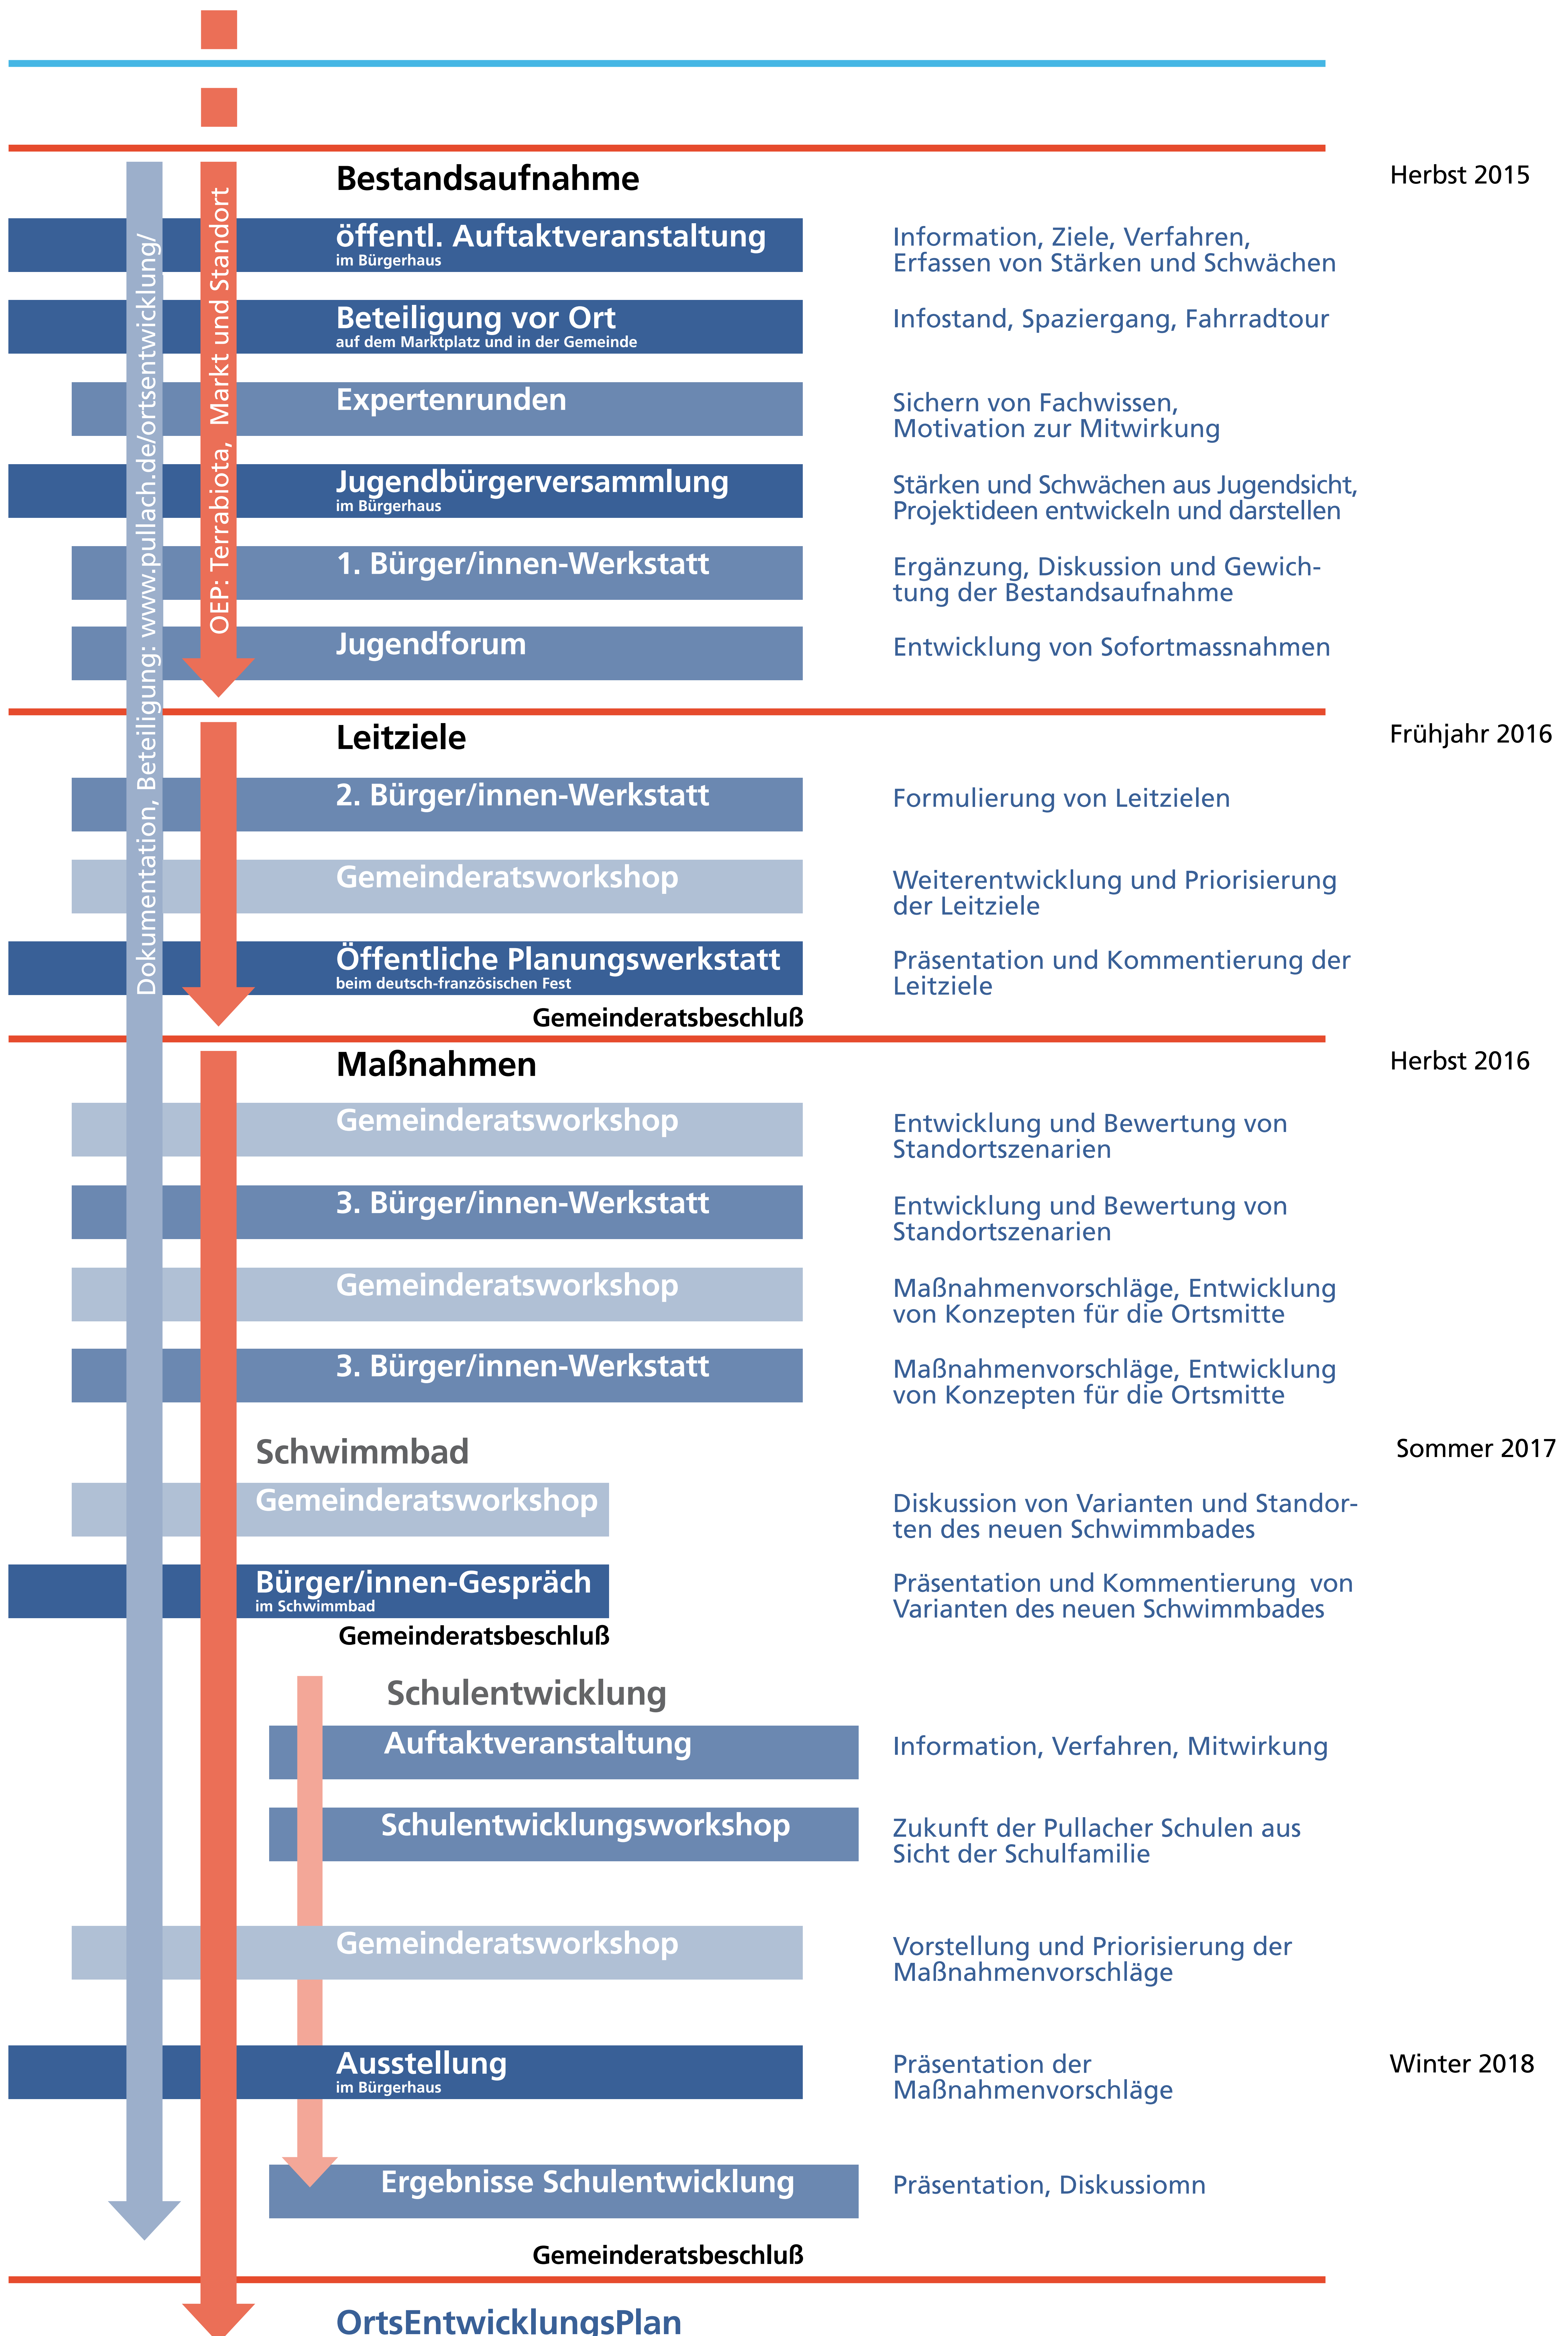 Dokumentation, Beteiligung: www.pullach.de/ortsentwicklung/
OEP: Terrabiota, Markt und Standort
Bestandsaufnahme
Herbst 2015
öffentl. Auftaktveranstaltung
im Bürgerhaus
Information, Ziele, Verfahren,
Erfassen von Stärken und Schwächen
Beteiligung vor Ort
auf dem Marktplatz und in der Gemeinde
Infostand, Spaziergang, Fahrradtour
Expertenrunden
Sichern von Fachwissen,
Motivation zur Mitwirkung
Jugendbürgerversammlung
im Bürgerhaus
Stärken und Schwächen aus Jugendsicht,
Projektideen entwickeln und darstellen
1. Bürger/innen-Werkstatt
Ergänzung, Diskussion und Gewich-
tung der Bestandsaufnahme
Jugendforum
Entwicklung von Sofortmassnahmen
Leitziele
Frühjahr 2016
2. Bürger/innen-Werkstatt
Formulierung von Leitzielen
Gemeinderatsworkshop
Weiterentwicklung und Priorisierung
der Leitziele
Öffentliche Planungswerkstatt
beim deutsch-französischen Fest
Präsentation und Kommentierung der
Leitziele
Gemeinderatsbeschluß
Maßnahmen
Herbst 2016
Gemeinderatsworkshop
Entwicklung und Bewertung von
Standortszenarien
3. Bürger/innen-Werkstatt
Entwicklung und Bewertung von
Standortszenarien
Gemeinderatsworkshop
Maßnahmenvorschläge, Entwicklung
von Konzepten für die Ortsmitte
3. Bürger/innen-Werkstatt
Maßnahmenvorschläge, Entwicklung
von Konzepten für die Ortsmitte
Schwimmbad
Sommer 2017
Gemeinderatsworkshop
Diskussion von Varianten und Standor-
ten des neuen Schwimmbades
Bürger/innen-Gespräch
im Schwimmbad
Präsentation und Kommentierung von
Varianten des neuen Schwimmbades
Gemeinderatsbeschluß
Schulentwicklung
Auftaktveranstaltung
Information, Verfahren, Mitwirkung
Schulentwicklungsworkshop
Zukunft der Pullacher Schulen aus
Sicht der Schulfamilie
Gemeinderatsworkshop
Vorstellung und Priorisierung der
Maßnahmenvorschläge
Ausstellung
im Bürgerhaus
Präsentation der
Maßnahmenvorschläge
Winter 2018
Ergebnisse Schulentwicklung
Präsentation, Diskussiomn
Gemeinderatsbeschluß
OrtsEntwicklungsPlan